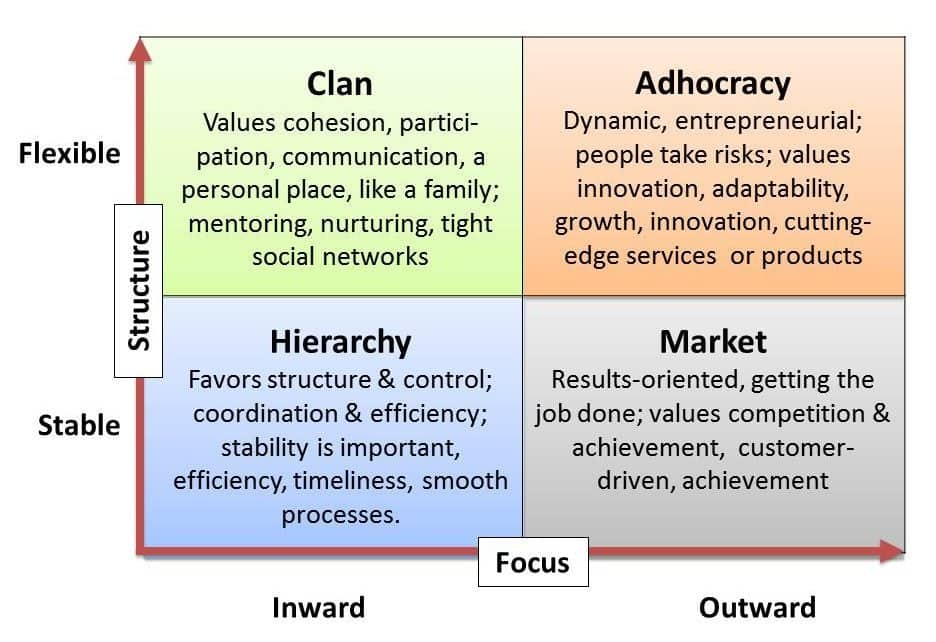 Clan
Values cohesion, partici-
pation, communication, a
personal place, like a family;
mentoring, nurturing, tight
social networks
Adhocracy
Dynamic, entrepreneurial;
people take risks; values
innovation, adaptability,
growth, innovation, cutting-
edge services or products
Flexible
Structure
Stable
Hierarchy
Favors structure & control;
coordination & efficiency;
stability is important,
efficiency, timeliness, smooth
processes.
Market
Results-oriented, getting the
job done; values competition &
achievement, customer-
driven, achievement
Focus
Inward
Outward